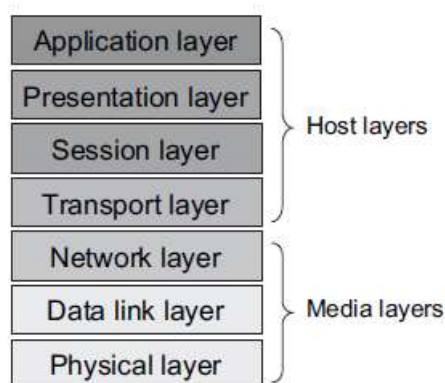 Application layer
Presentation layer
Session layer
Transport layer
Host layers
Network layer
Data link layer
Physical layer
Media layers